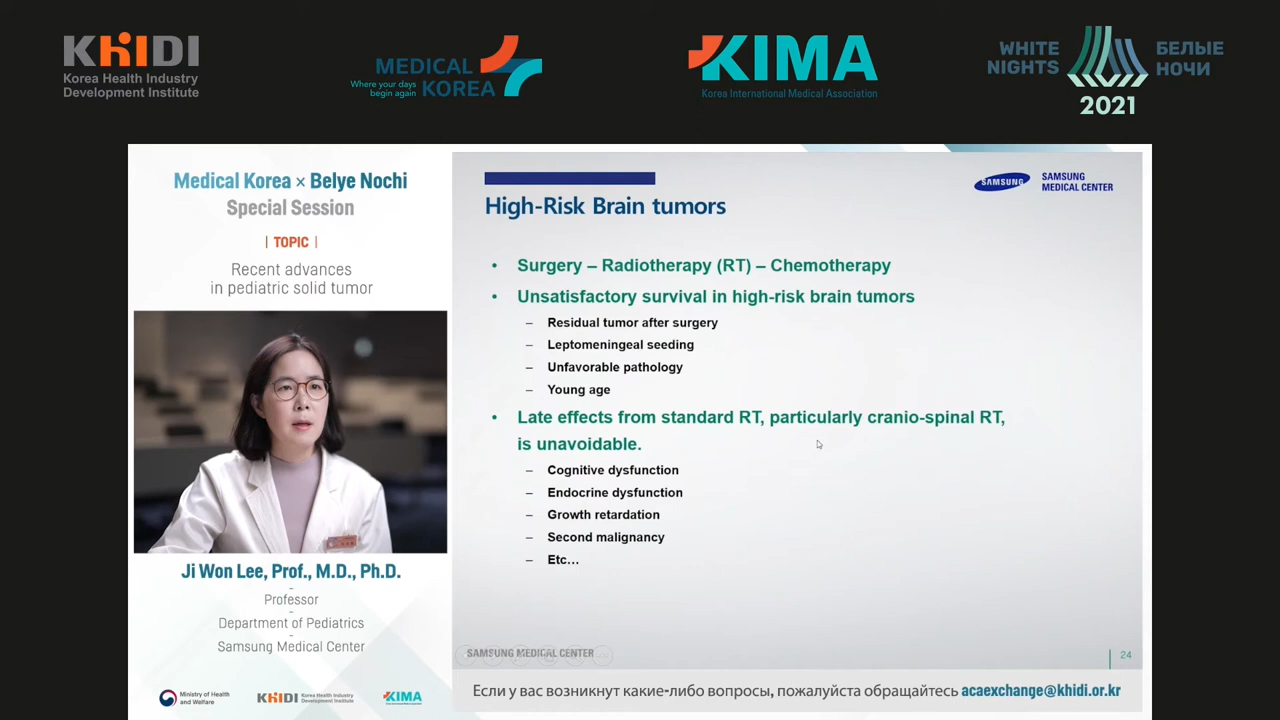 KHIDI
Korea Health Industry
Development Institute
MEDICAL
KOREA
Where your days
begin again
KIMA
Korea International Medical Association
WHITE
NIGHTS
БЕЛЫЕ
НОЧИ
2021
Medical Korea × Belye Nochi
Special Session
| TOPIC |
Recent advances
in pediatric solid tumor
Ji Won Lee, Prof., M.D., Ph.D.
-
Professor
-
Department of Pediatrics
-
Samsung Medical Center
Ministry of Health
and Welfare
KHIDI
Korea Health Industry
Development Institute
KIMA
SAMSUNG
SAMSUNG
MEDICAL CENTER
High-Risk Brain tumors
• Surgery – Radiotherapy (RT) – Chemotherapy
• Unsatisfactory survival in high-risk brain tumors
– Residual tumor after surgery
– Leptomeningeal seeding
– Unfavorable pathology
– Young age
• Late effects from standard RT, particularly cranio-spinal RT,
is unavoidable.
– Cognitive dysfunction
– Endocrine dysfunction
– Growth retardation
– Second malignancy
– Etc...
SAMSUNG MEDICAL CENTER
24
Если у вас возникнут какие-либо вопросы, пожалуйста обращайтесь acaexchange@khidi.or.kr